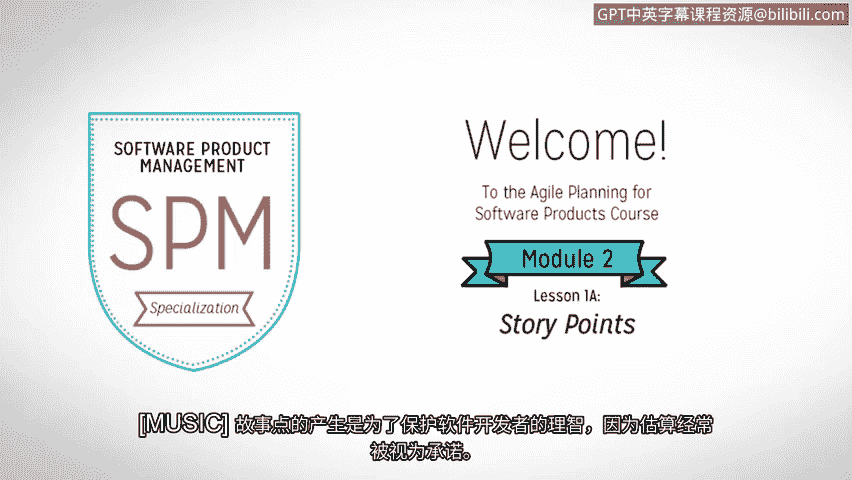 GPT中英字幕课程资源@bilibili.com
SOFTWARE PRODUCT
MANAGEMENT
SPM
Specialization
Welcome!
To the Agile Planning for
Software Products Course
Module 2
Lesson 1A:
Story Points
[MUSIC] 故事点的产生是为了保护软件开发者的理智，因为估算经常
被视为承诺。